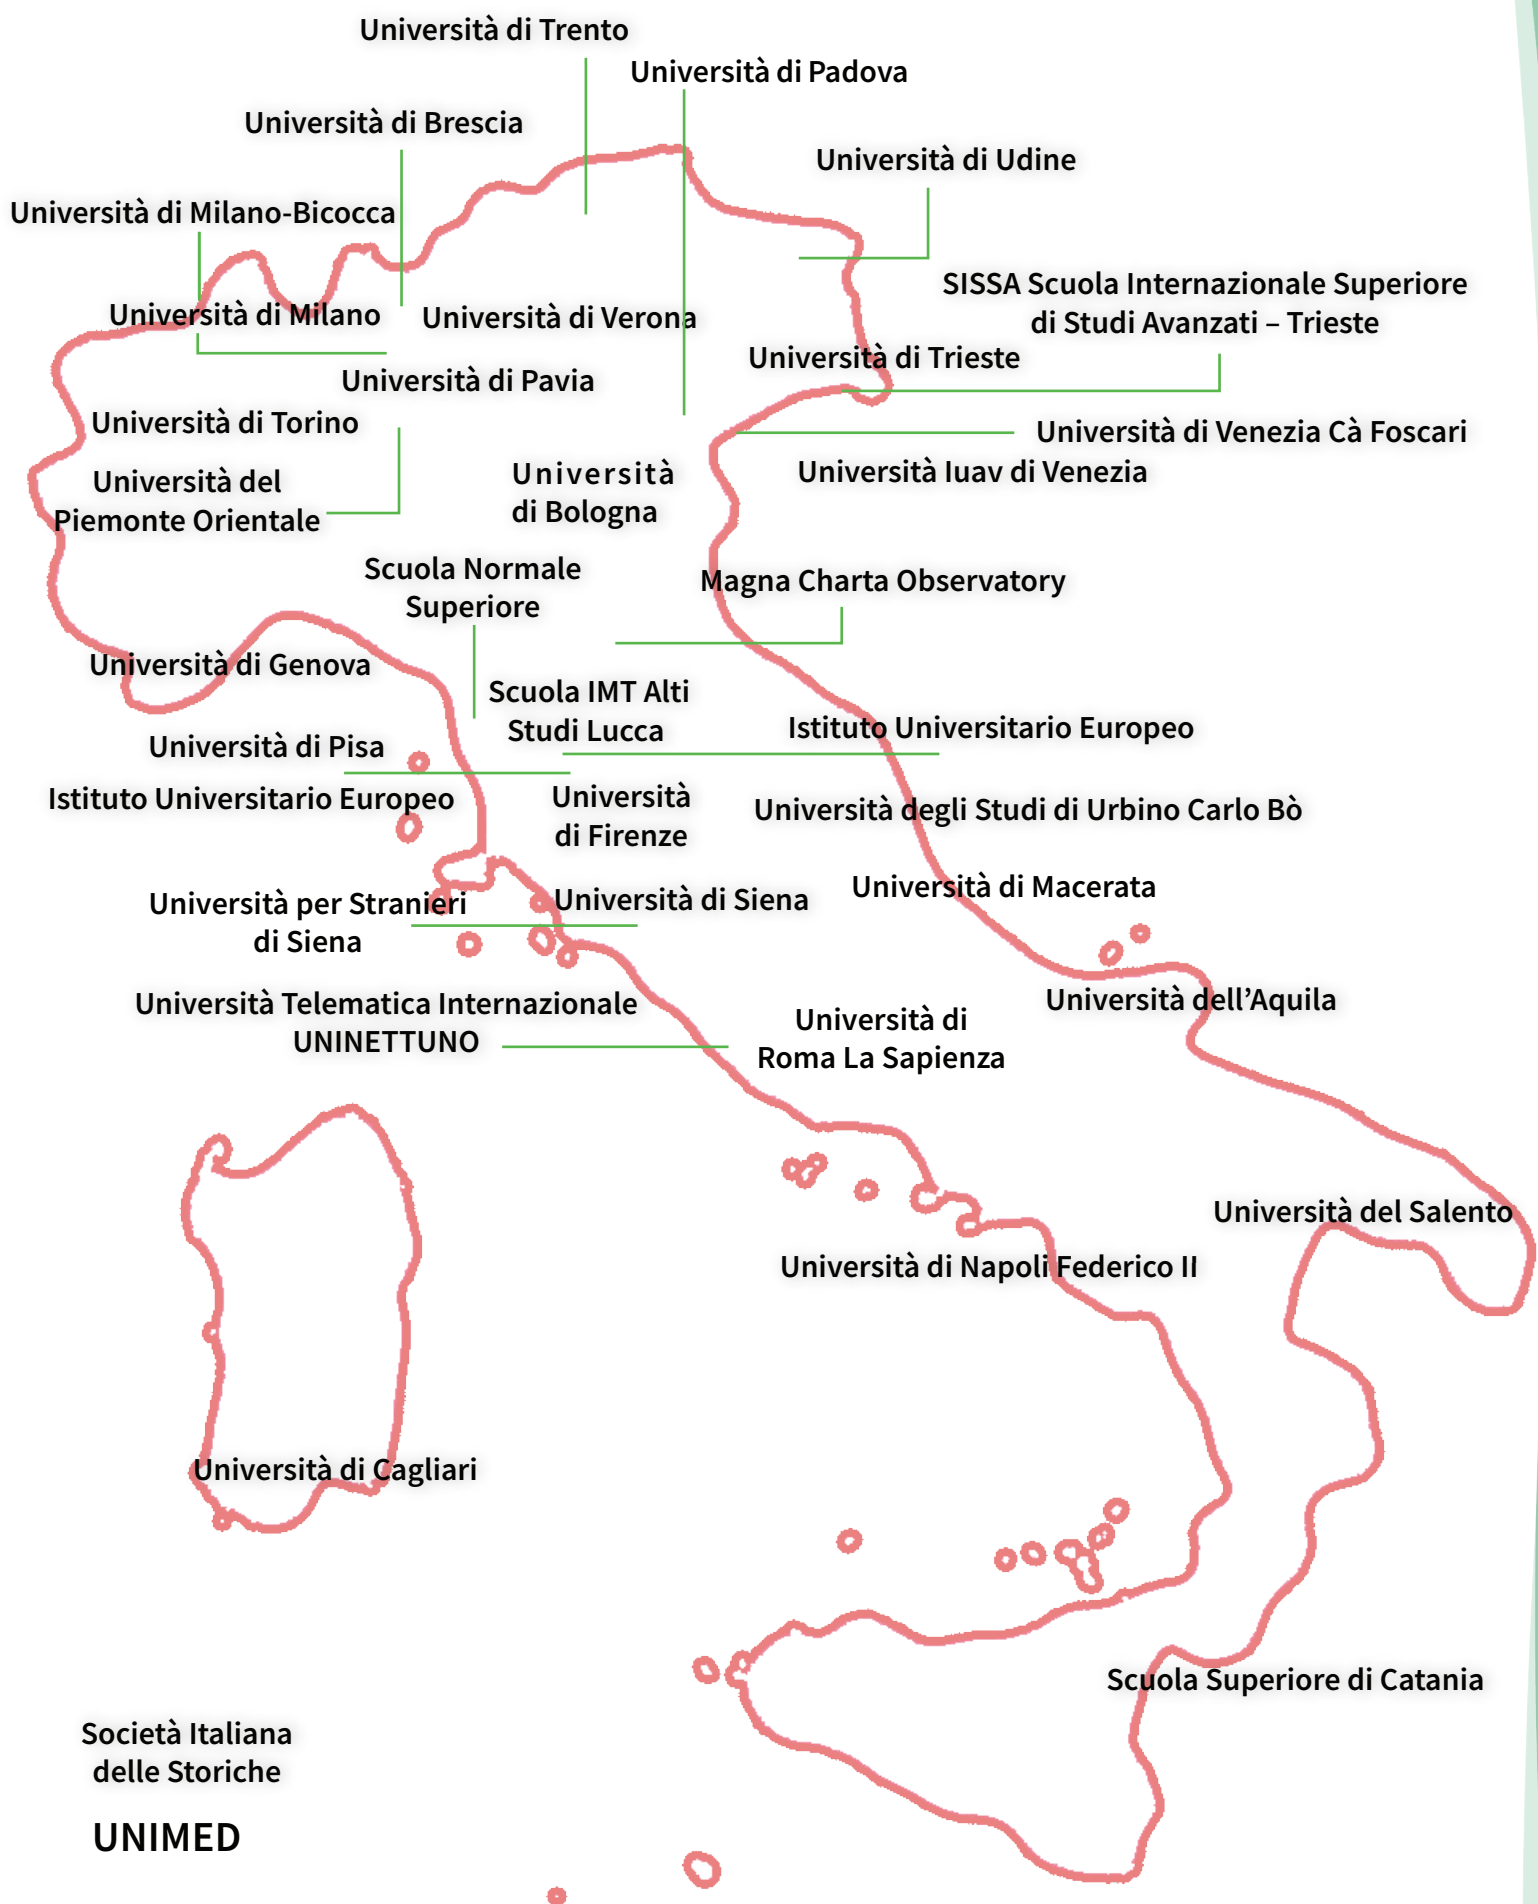 Università di Trento
Università di Padova
Università di Brescia
Università di Udine
Università di Milano-Bicocca
SISSA Scuola Internazionale Superiore
di Studi Avanzati – Trieste
Università di Milano
Università di Verona
Università di Trieste
Università di Pavia
Università di Torino
Università di Venezia Cà Foscari
Università Iuav di Venezia
Università del
Piemonte Orientale
Università
di Bologna
Scuola Normale
Superiore
Magna Charta Observatory
Università di Genova
Scuola IMT Alti
Studi Lucca
Istituto Universitario Europeo
Università di Pisa
Istituto Universitario Europeo
Università
di Firenze
Università degli Studi di Urbino Carlo Bò
Università di Macerata
Università per Stranieri
di Siena
Università di Siena
Università Telematica Internazionale
UNINETTUNO
Università di
Roma La Sapienza
Università dell’Aquila
Università del Salento
Università di Napoli Federico II
Università di Cagliari
Scuola Superiore di Catania
Società Italiana
delle Storiche
UNIMED